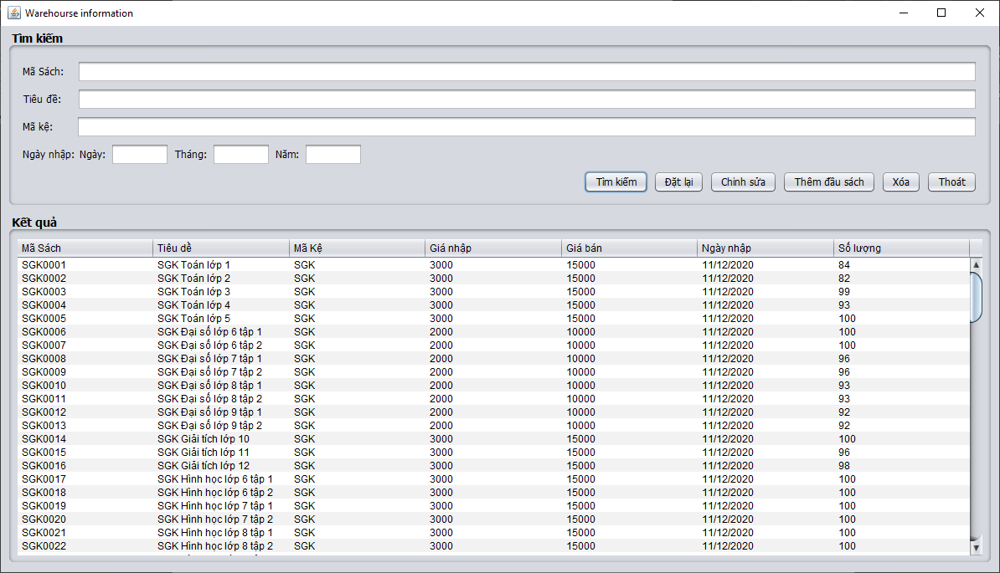 Warehourse information
Tìm kiếm
Mã Sách:
Tiêu đề:
Mã kệ:
Ngày nhập: Ngày: Tháng: Năm:
Tìm kiếm Đặt lại Chỉnh sửa Thêm đầu sách Xóa Thoát
Kết quả
Mã Sách Tiêu dề Mã Kệ Giá nhập Giá bán Ngày nhập Số lượng
SGK0001 SGK Toán lớp 1 SGK 3000 15000 11/12/2020 84
SGK0002 SGK Toán lớp 2 SGK 3000 15000 11/12/2020 82
SGK0003 SGK Toán lớp 3 SGK 3000 15000 11/12/2020 99
SGK0004 SGK Toán lớp 4 SGK 3000 15000 11/12/2020 93
SGK0005 SGK Toán lớp 5 SGK 3000 15000 11/12/2020 100
SGK0006 SGK Đại số lớp 6 tập 1 SGK 2000 10000 11/12/2020 100
SGK0007 SGK Đại số lớp 6 tập 2 SGK 2000 10000 11/12/2020 100
SGK0008 SGK Đại số lớp 7 tập 1 SGK 2000 10000 11/12/2020 96
SGK0009 SGK Đại số lớp 7 tập 2 SGK 2000 10000 11/12/2020 96
SGK0010 SGK Đại số lớp 8 tập 1 SGK 2000 10000 11/12/2020 93
SGK0011 SGK Đại số lớp 8 tập 2 SGK 2000 10000 11/12/2020 93
SGK0012 SGK Đại số lớp 9 tập 1 SGK 2000 10000 11/12/2020 92
SGK0013 SGK Đại số lớp 9 tập 2 SGK 2000 10000 11/12/2020 92
SGK0014 SGK Giải tích lớp 10 SGK 3000 15000 11/12/2020 100
SGK0015 SGK Giải tích lớp 11 SGK 3000 15000 11/12/2020 96
SGK0016 SGK Giải tích lớp 12 SGK 3000 15000 11/12/2020 98
SGK0017 SGK Hình học lớp 6 tập 1 SGK 3000 15000 11/12/2020 100
SGK0018 SGK Hình học lớp 6 tập 2 SGK 3000 15000 11/12/2020 100
SGK0019 SGK Hình học lớp 7 tập 1 SGK 3000 15000 11/12/2020 100
SGK0020 SGK Hình học lớp 7 tập 2 SGK 3000 15000 11/12/2020 100
SGK0021 SGK Hình học lớp 8 tập 1 SGK 3000 15000 11/12/2020 100
SGK0022 SGK Hình học lớp 8 tập 2 SGK 3000 15000 11/12/2020 100